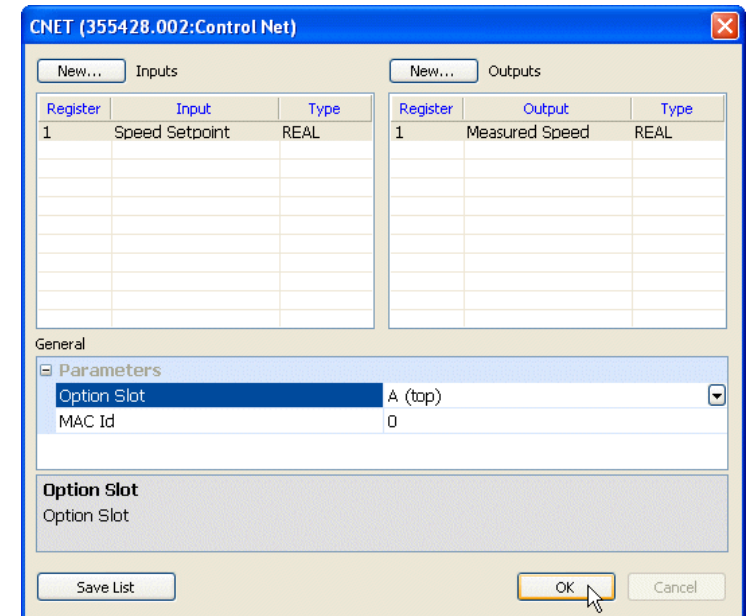 CNET (355428.002:Control Net)
New... Inputs New... Outputs
Register Input Type Register Output Type
1 Speed Setpoint REAL 1 Measured Speed REAL
General
Parameters
Option Slot A (top)
MAC Id 0
Option Slot
Option Slot
Save List OK Cancel